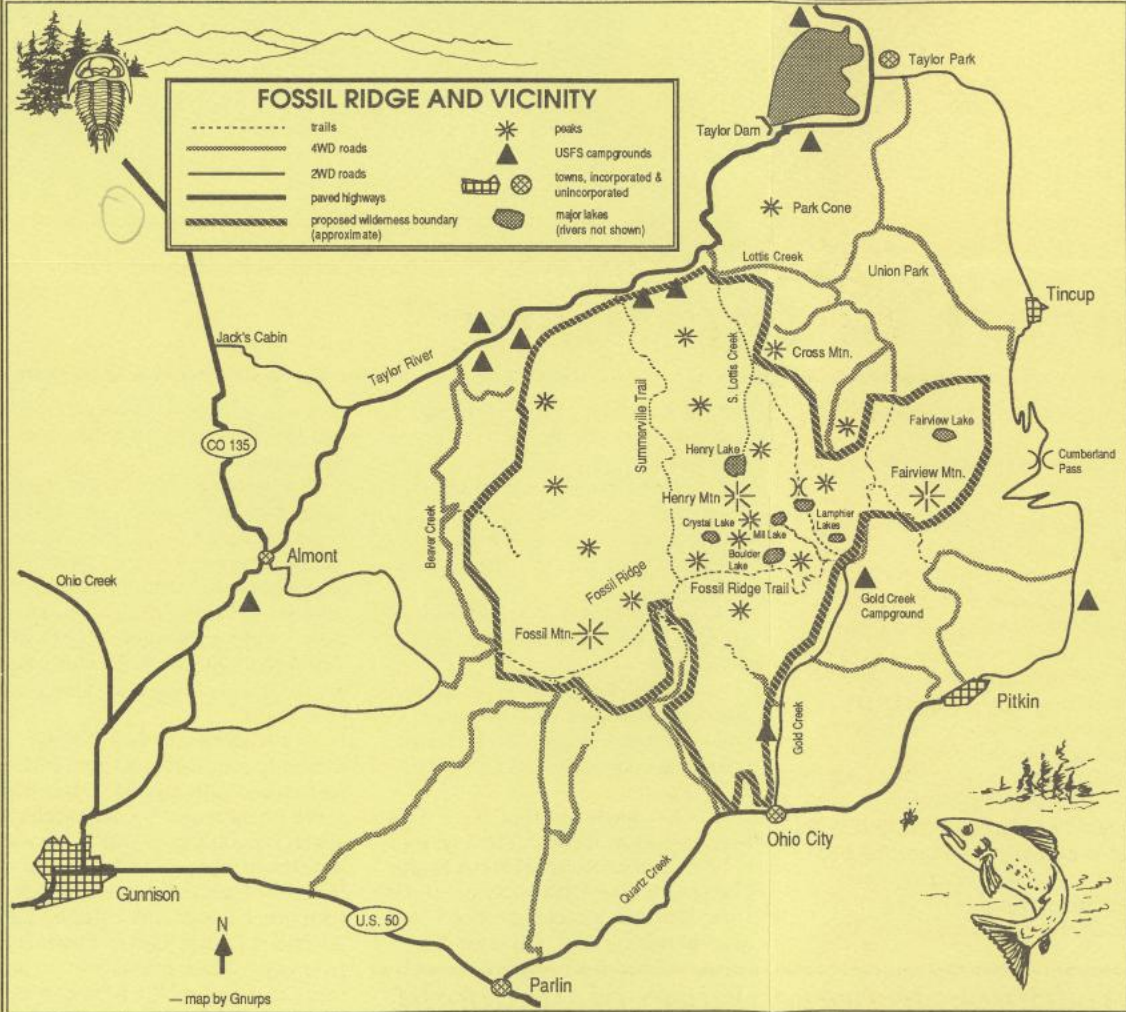 FOSSIL RIDGE AND VICINITY
trails
4WD roads
2WD roads
paved highways
proposed wilderness boundary
(approximate)
peaks
USFS campgrounds
towns, incorporated &
unincorporated
major lakes
(rivers not shown)
Taylor Park
Taylor Dam
Park Cone
Lottis Creek
Union Park
Tincup
Jack's Cabin
Taylor River
Cross Mtn.
S. Lottis Creek
Summerville Trail
CO 135
Fairview Lake
Henry Lake
Cumberland
Pass
Fairview Mtn.
Henry Mtn
Lamphier
Lakes
Crystal Lake
Mill Lake
Beaver Creek
Boulder
Lake
Almont
Ohio Creek
Fossil Ridge
Fossil Ridge Trail
Gold Creek
Campground
Fossil Mtn.
Pitkin
Gold Creek
Ohio City
Quartz Creek
Gunnison
U.S. 50
N
Parlin
— map by Gnurps